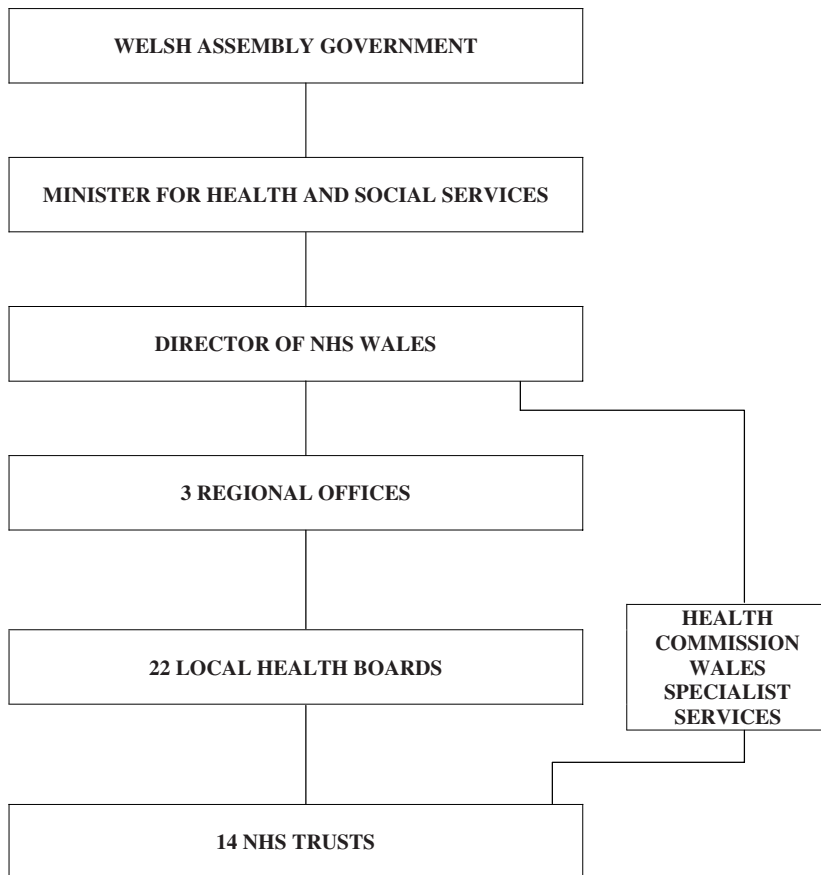 WELSH ASSEMBLY GOVERNMENT
MINISTER FOR HEALTH AND SOCIAL SERVICES
DIRECTOR OF NHS WALES
3 REGIONAL OFFICES
22 LOCAL HEALTH BOARDS
HEALTH
COMMISSION
WALES
SPECIALIST
SERVICES
14 NHS TRUSTS